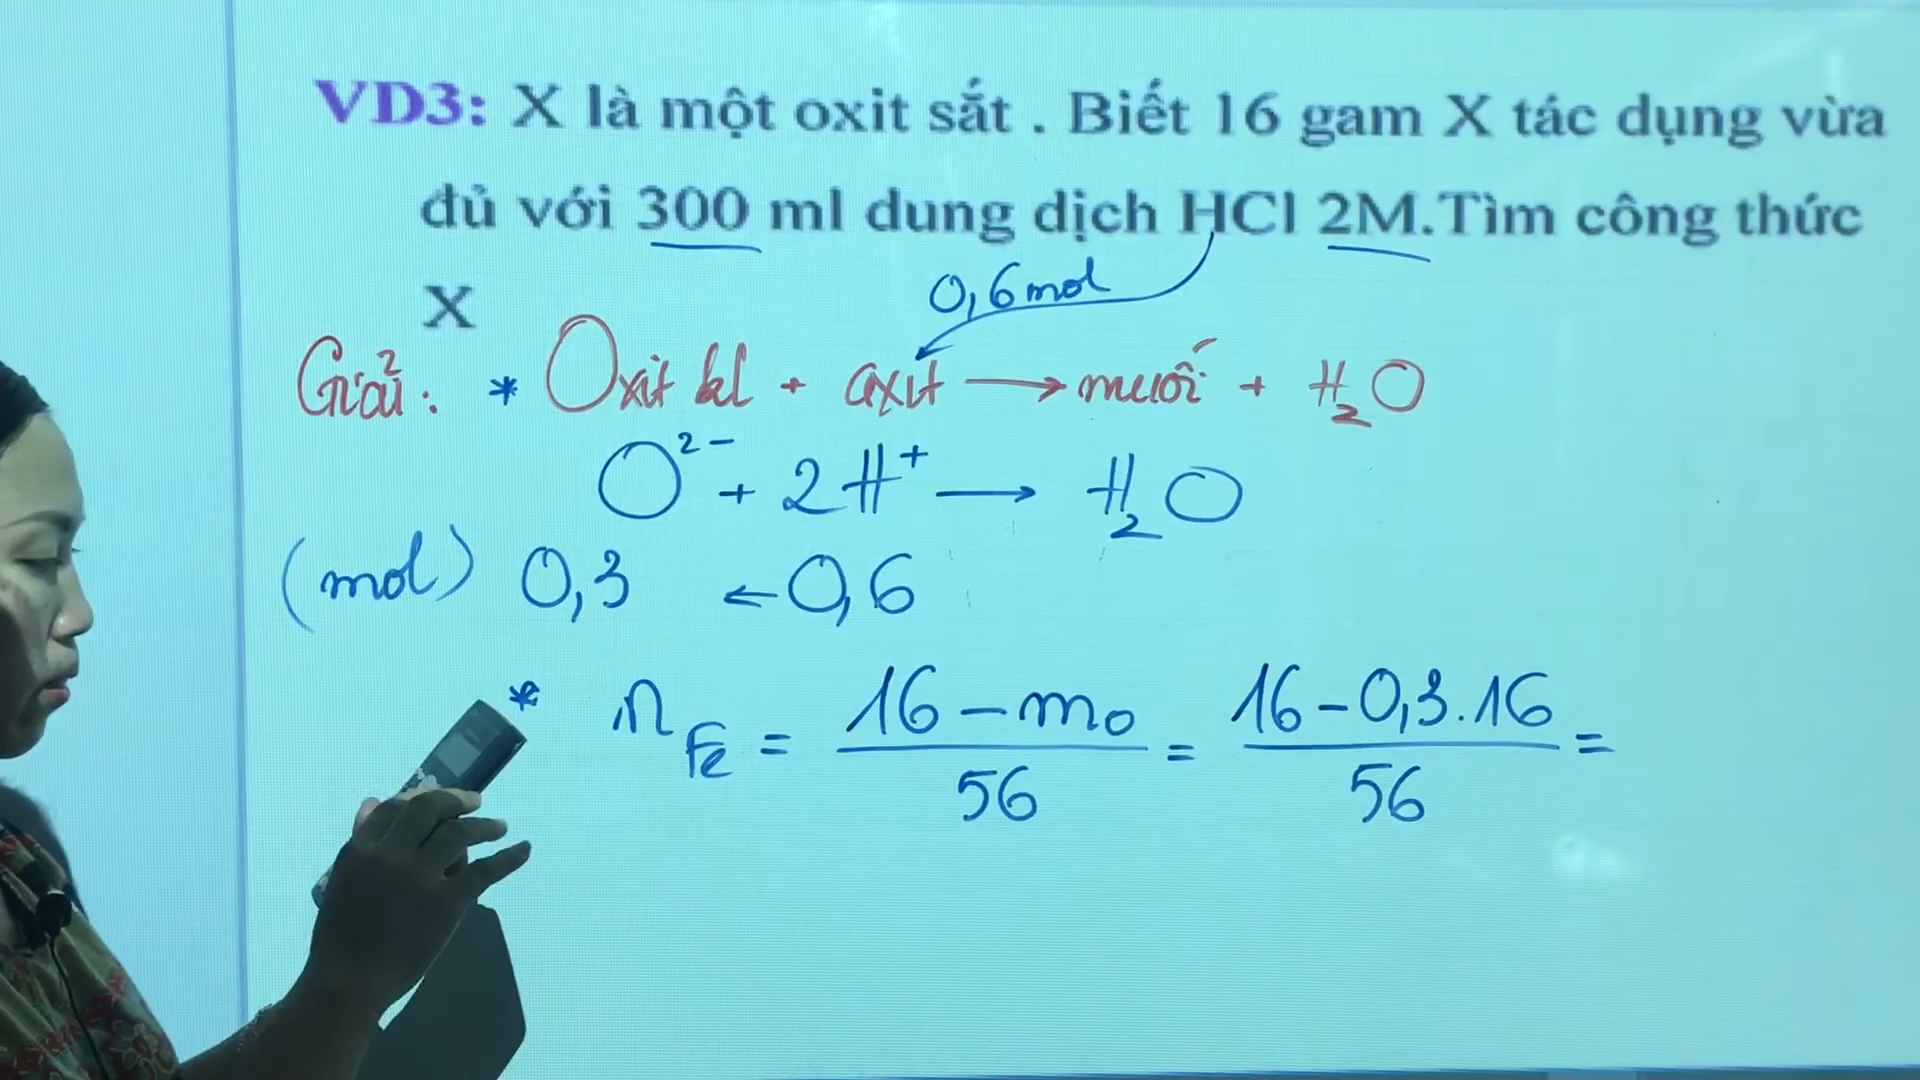 VD3: X là một oxit sắt . Biết 16 gam X tác dụng vừa
đủ với 300 ml dung dịch HCl 2M.Tìm công thức
X
0,6 mol
Giải: * Oxit kl + axit → muối + H₂O
O²⁻ + 2H⁺ → H₂O
(mol) 0,3 ← 0,6
* n_Fe = (16 - m_O)/56 = (16 - 0,3.16)/56 =